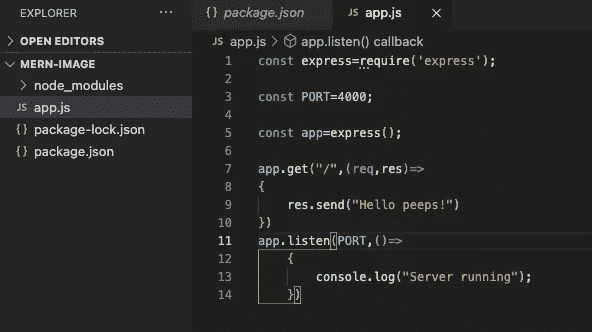 EXPLORER
OPEN EDITORS
MERN-IMAGE
node_modules
JS app.js
{} package-lock.json
{} package.json
{} package.json
JS app.js
JS app.js > app.listen() callback
1 const express=require('express');
2
3 const PORT=4000;
4
5 const app=express();
6
7 app.get("/",(req,res)=>
8 {
9 res.send("Hello peeps!")
10 })
11 app.listen(PORT,()=>
12 {
13 console.log("Server running");
14 })